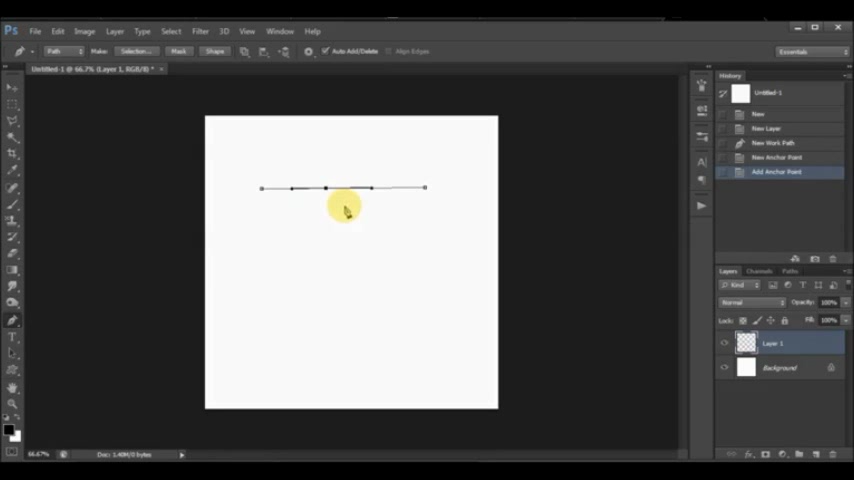 Ps File Edit Image Layer Type Select Filter 3D View Window Help
Path Make: Selection... Mask Shape Auto Add/Delete Align Edges Essentials
Untitled-1 @ 66.7% (Layer 1, RGB/8) * ×
History
Untitled-1
New
New Layer
New Work Path
New Anchor Point
Add Anchor Point
Layers Channels Paths
Kind
Normal Opacity: 100%
Lock: Fill: 100%
Layer 1
Background
66.67% Doc: 1.40M/0 bytes